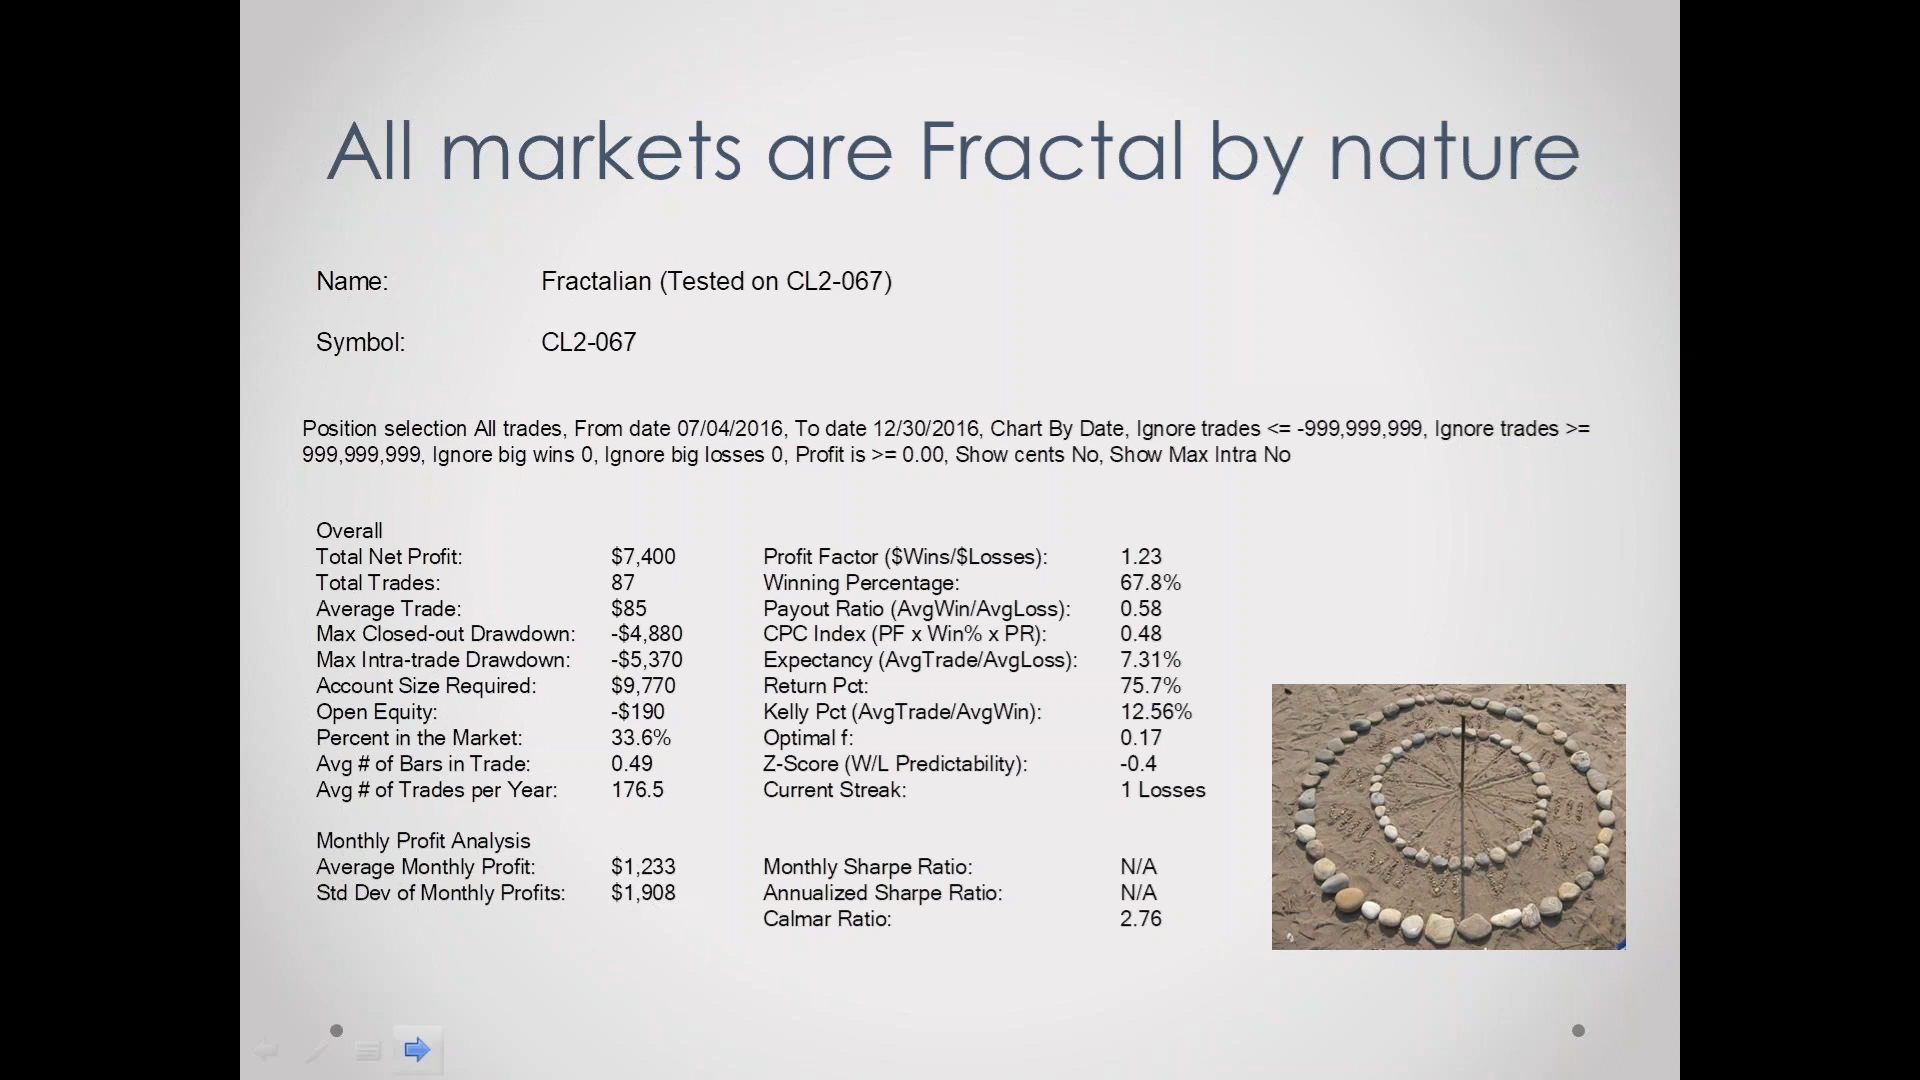 All markets are Fractal by nature
Name: Fractalian (Tested on CL2-067)
Symbol: CL2-067
Position selection All trades, From date 07/04/2016, To date 12/30/2016, Chart By Date, Ignore trades <= -999,999,999, Ignore trades >=
999,999,999, Ignore big wins 0, Ignore big losses 0, Profit is >= 0.00, Show cents No, Show Max Intra No
Overall
Total Net Profit: $7,400 Profit Factor ($Wins/$Losses): 1.23
Total Trades: 87 Winning Percentage: 67.8%
Average Trade: $85 Payout Ratio (AvgWin/AvgLoss): 0.58
Max Closed-out Drawdown: -$4,880 CPC Index (PF x Win% x PR): 0.48
Max Intra-trade Drawdown: -$5,370 Expectancy (AvgTrade/AvgLoss): 7.31%
Account Size Required: $9,770 Return Pct: 75.7%
Open Equity: -$190 Kelly Pct (AvgTrade/AvgWin): 12.56%
Percent in the Market: 33.6% Optimal f: 0.17
Avg # of Bars in Trade: 0.49 Z-Score (W/L Predictability): -0.4
Avg # of Trades per Year: 176.5 Current Streak: 1 Losses
Monthly Profit Analysis
Average Monthly Profit: $1,233 Monthly Sharpe Ratio: N/A
Std Dev of Monthly Profits: $1,908 Annualized Sharpe Ratio: N/A
Calmar Ratio: 2.76